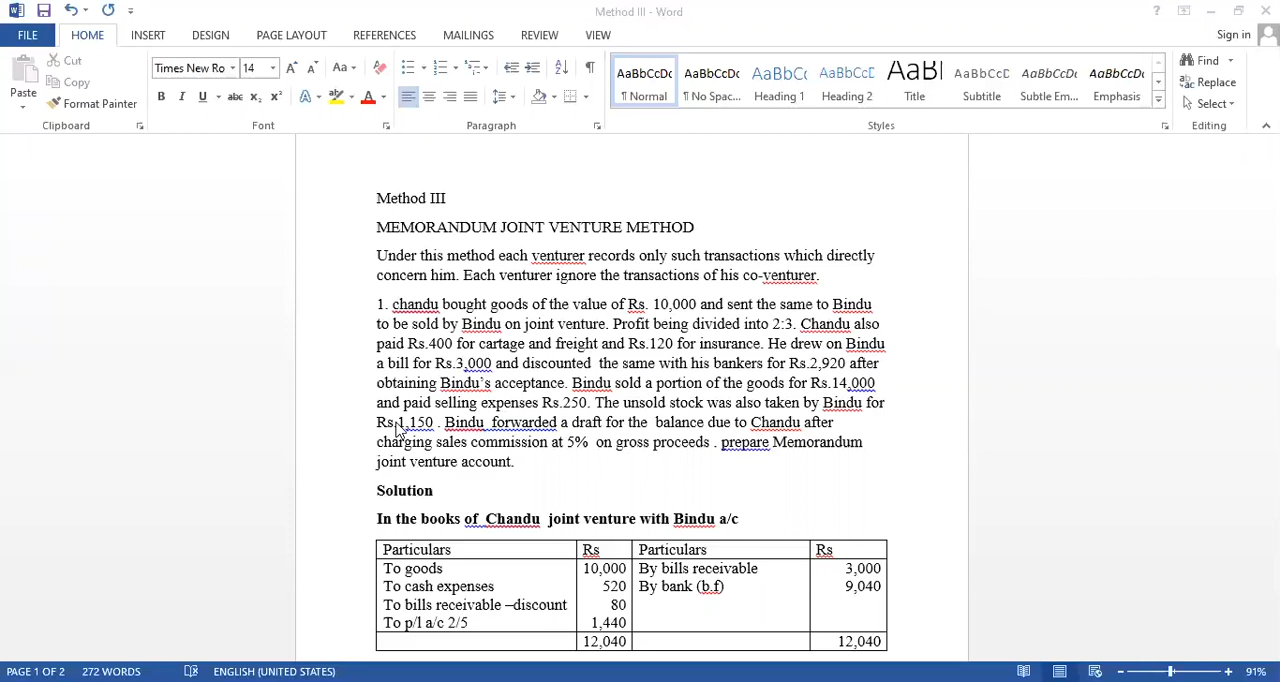 Method III - Word
FILE HOME INSERT DESIGN PAGE LAYOUT REFERENCES MAILINGS REVIEW VIEW Sign in
Paste Cut Copy Format Painter
Times New Ro 14
AaBbCcDc AaBbCcDc AaBbCc AaBbCcC AaBl AaBbCcD AaBbCcDc AaBbCcDc
¶ Normal ¶ No Spac... Heading 1 Heading 2 Title Subtitle Subtle Em... Emphasis
Find Replace Select
Clipboard Font Paragraph Styles Editing
Method III
MEMORANDUM JOINT VENTURE METHOD
Under this method each venturer records only such transactions which directly
concern him. Each venturer ignore the transactions of his co-venturer.
1. chandu bought goods of the value of Rs. 10,000 and sent the same to Bindu
to be sold by Bindu on joint venture. Profit being divided into 2:3. Chandu also
paid Rs.400 for cartage and freight and Rs.120 for insurance. He drew on Bindu
a bill for Rs.3,000 and discounted the same with his bankers for Rs.2,920 after
obtaining Bindu's acceptance. Bindu sold a portion of the goods for Rs.14,000
and paid selling expenses Rs.250. The unsold stock was also taken by Bindu for
Rs.1,150 . Bindu forwarded a draft for the balance due to Chandu after
charging sales commission at 5% on gross proceeds . prepare Memorandum
joint venture account.
Solution
In the books of Chandu joint venture with Bindu a/c
Particulars Rs Particulars Rs
To goods 10,000 By bills receivable 3,000
To cash expenses 520 By bank (b.f) 9,040
To bills receivable –discount 80
To p/l a/c 2/5 1,440
12,040 12,040
PAGE 1 OF 2 272 WORDS ENGLISH (UNITED STATES) 91%